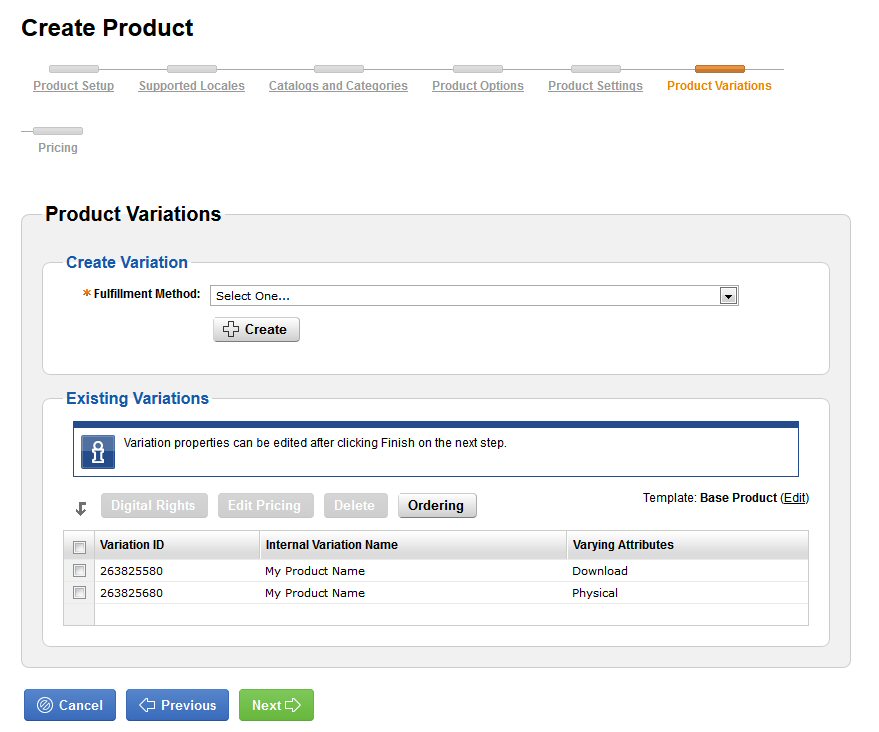 Create Product
Product Setup Supported Locales Catalogs and Categories Product Options Product Settings Product Variations
Pricing
Product Variations
Create Variation
* Fulfillment Method: Select One...
Create
Existing Variations
Variation properties can be edited after clicking Finish on the next step.
Digital Rights Edit Pricing Delete Ordering Template: Base Product (Edit)
Variation ID Internal Variation Name Varying Attributes
263825580 My Product Name Download
263825680 My Product Name Physical
Cancel Previous Next